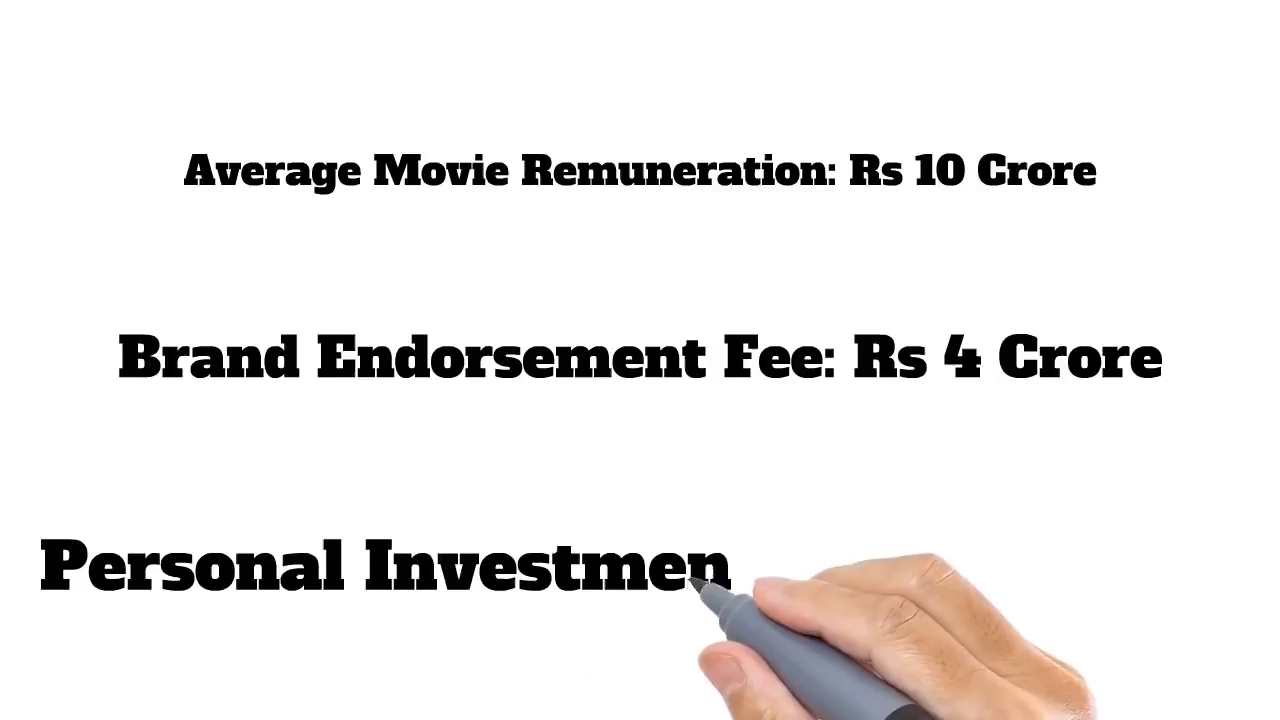 Average Movie Remuneration: Rs 10 Crore
Brand Endorsement Fee: Rs 4 Crore
Personal Investmen